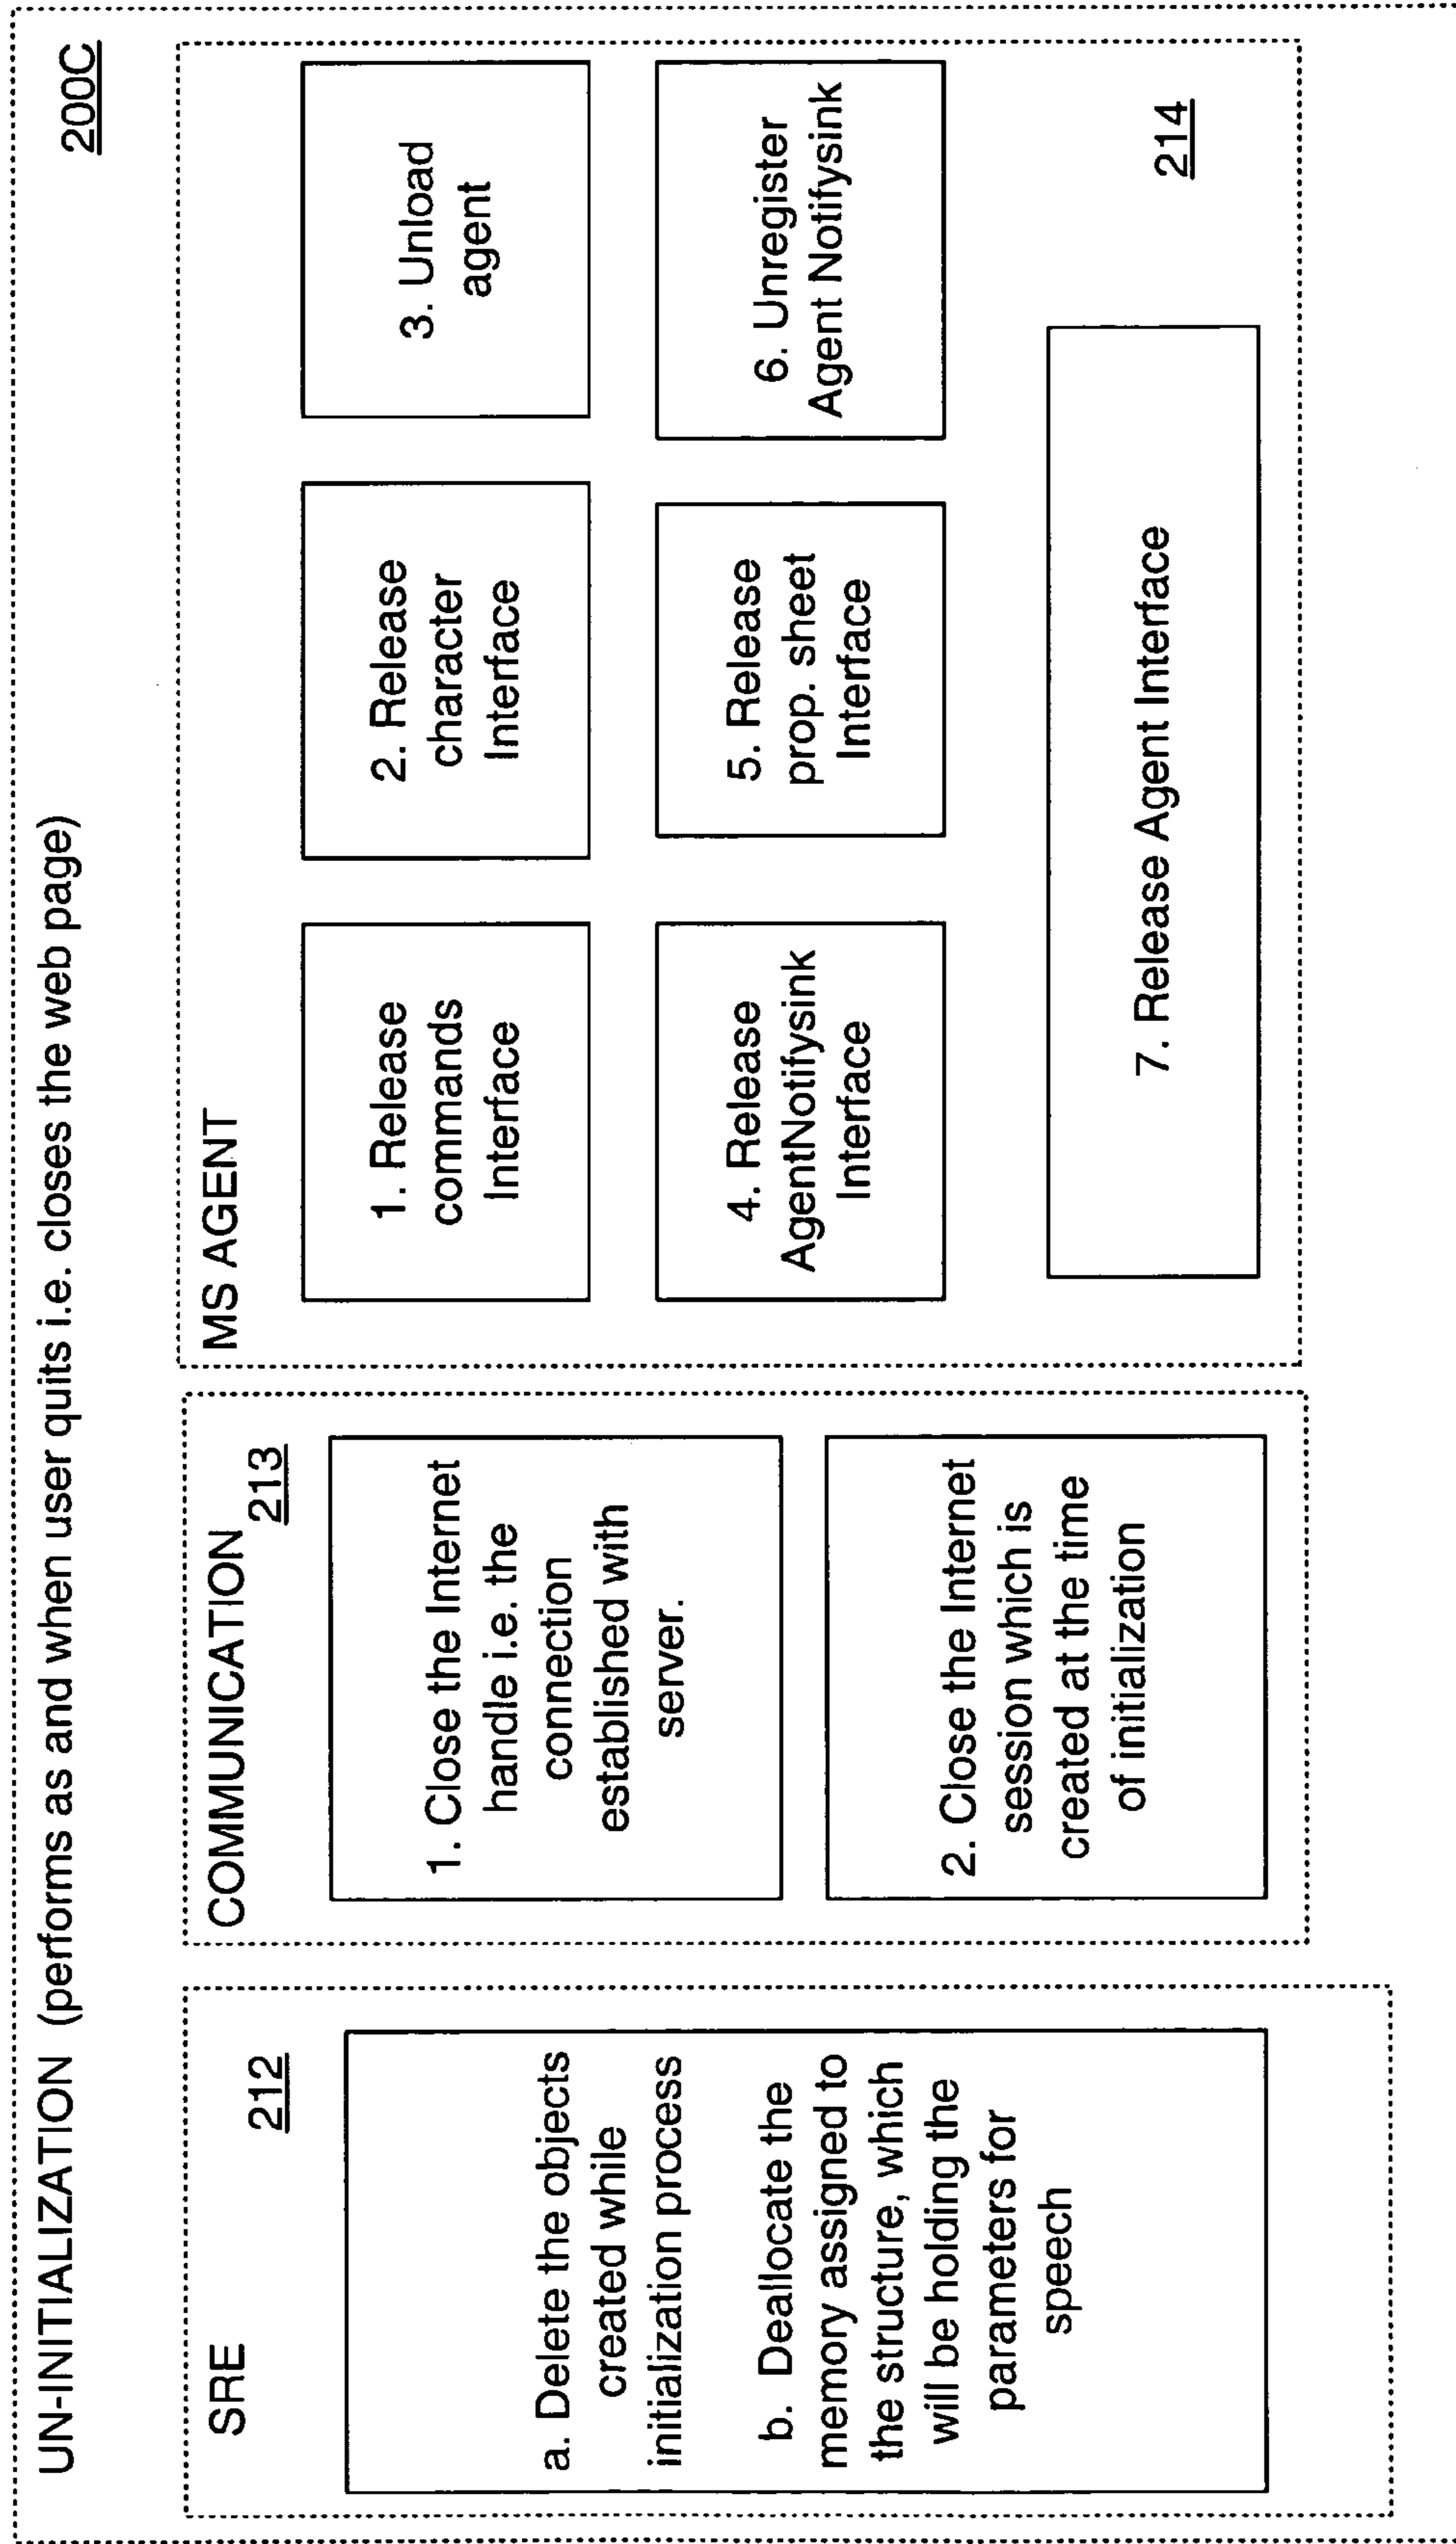 UN-INITIALIZATION (performs as and when user quits i.e. closes the web page)
200C
SRE
212
a. Delete the objects
created while
initialization process
b. Deallocate the
memory assigned to
the structure, which
will be holding the
parameters for
speech
COMMUNICATION
213
1. Close the Internet
handle i.e. the
connection
established with
server.
2. Close the Internet
session which is
created at the time
of initialization
MS AGENT
1. Release
commands
Interface
2. Release
character
Interface
3. Unload
agent
4. Release
AgentNotifysink
Interface
5. Release
prop. sheet
Interface
6. Unregister
Agent Notifysink
7. Release Agent Interface
214